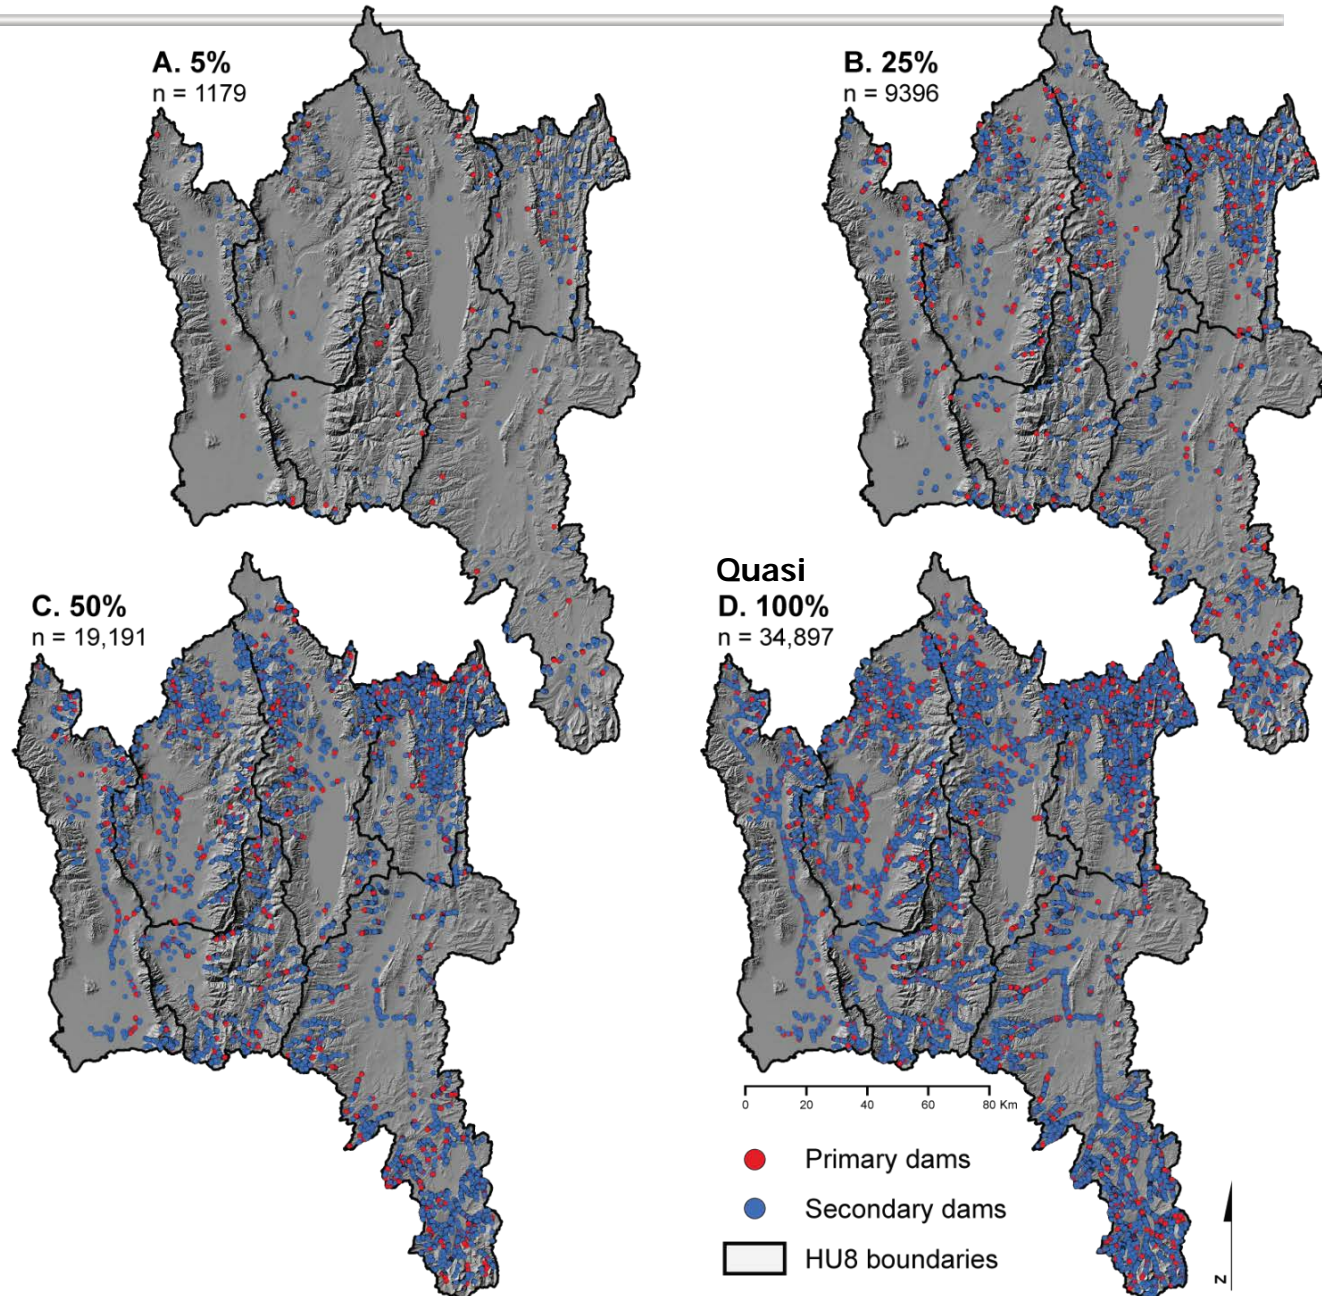 A. 5%
n = 1179
B. 25%
n = 9396
C. 50%
n = 19,191
Quasi
D. 100%
n = 34,897
0 20 40 60 80 Km
Primary dams
Secondary dams
HU8 boundaries
N